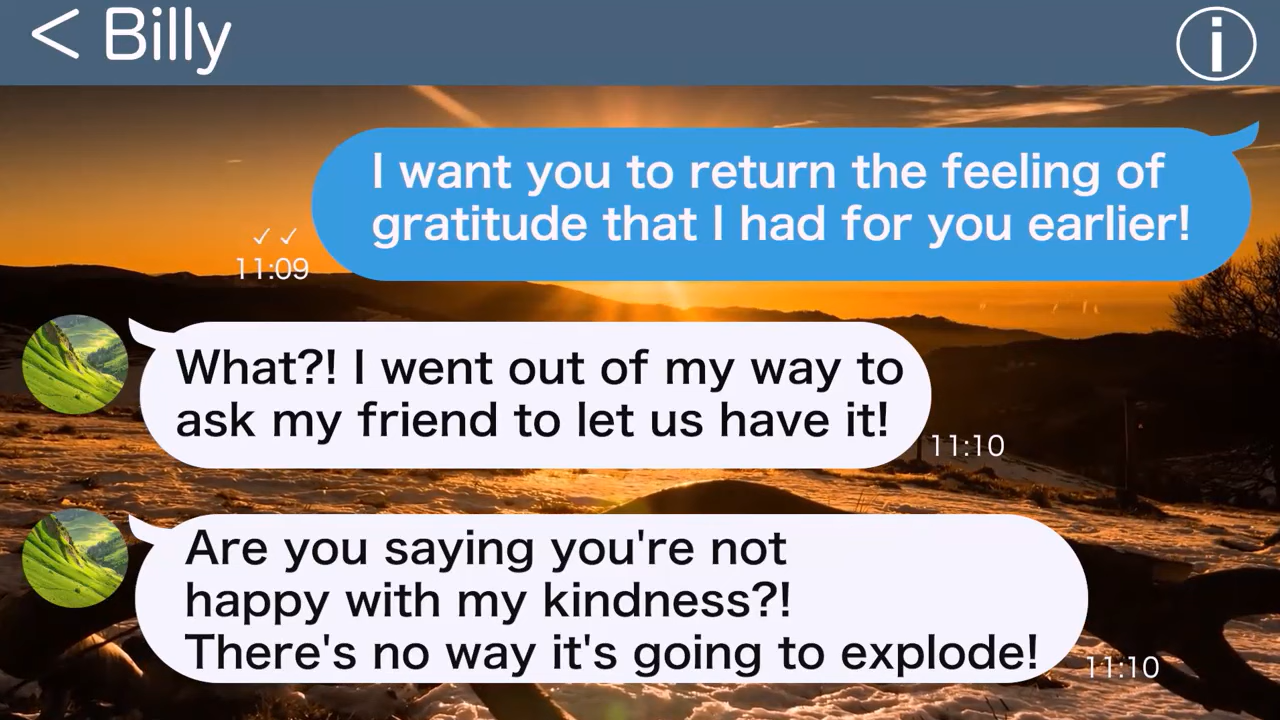 < Billy
i
I want you to return the feeling of
gratitude that I had for you earlier!
✓✓
11:09
What?! I went out of my way to
ask my friend to let us have it!
11:10
Are you saying you're not
happy with my kindness?!
There's no way it's going to explode!
11:10